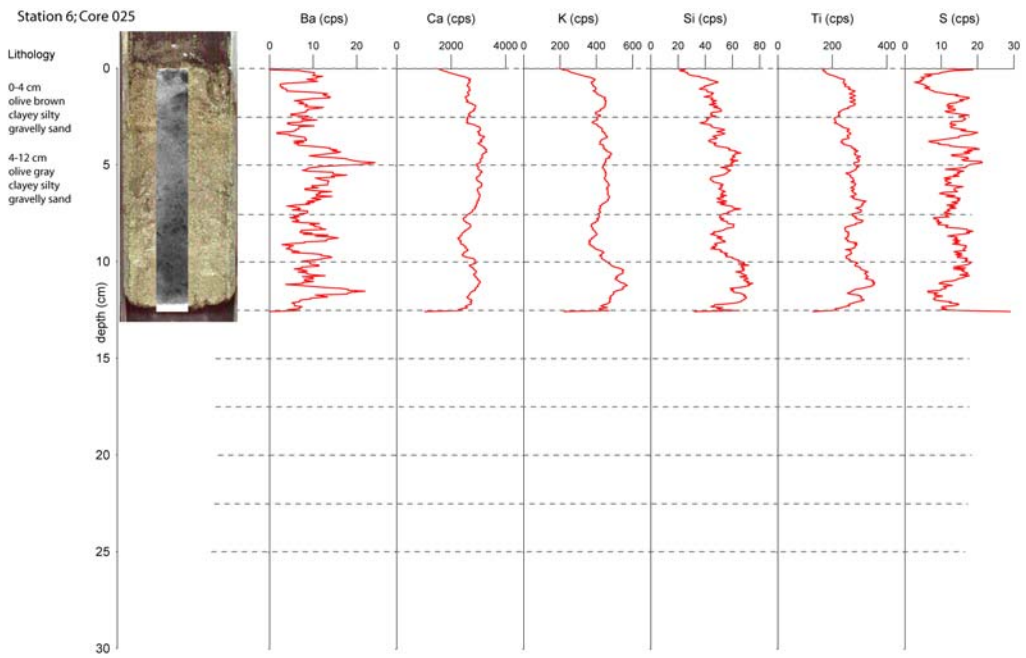 Station 6; Core 025
Ba (cps)
Ca (cps)
K (cps)
Si (cps)
Ti (cps)
S (cps)
0 10 20
0 2000 4000
0 200 400 600
0 20 40 60 80
0 200 400
0 10 20 30
Lithology
0-4 cm
olive brown
clayey silty
gravelly sand
4-12 cm
olive gray
clayey silty
gravelly sand
depth (cm)
0
5
10
15
20
25
30